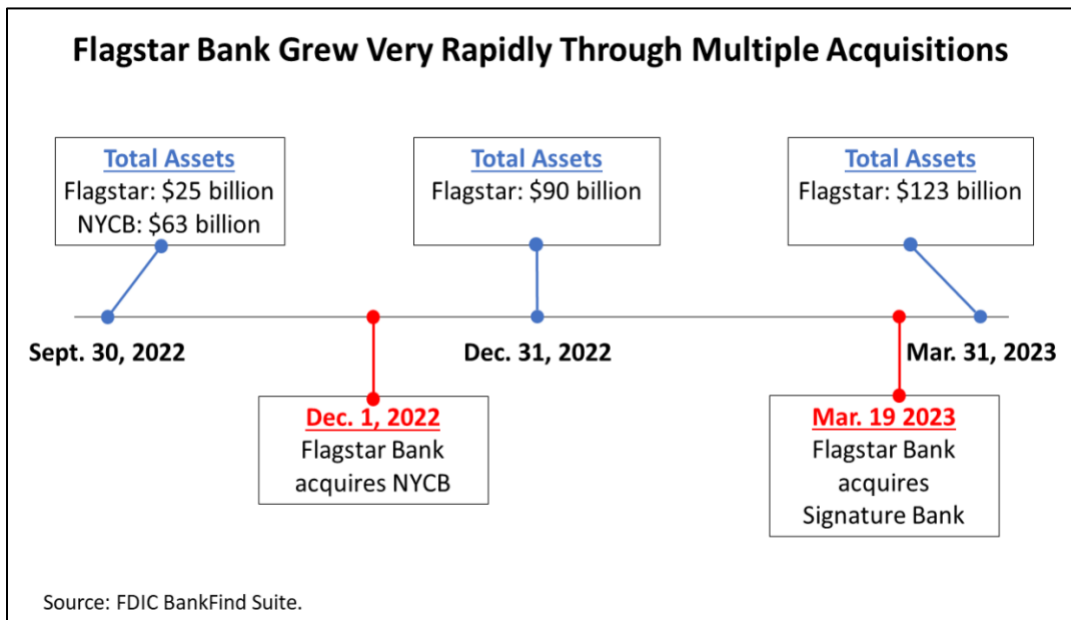 Flagstar Bank Grew Very Rapidly Through Multiple Acquisitions
Total Assets
Flagstar: $25 billion
NYCB: $63 billion
Total Assets
Flagstar: $90 billion
Total Assets
Flagstar: $123 billion
Sept. 30, 2022
Dec. 31, 2022
Mar. 31, 2023
Dec. 1, 2022
Flagstar Bank
acquires NYCB
Mar. 19 2023
Flagstar Bank
acquires
Signature Bank
Source: FDIC BankFind Suite.